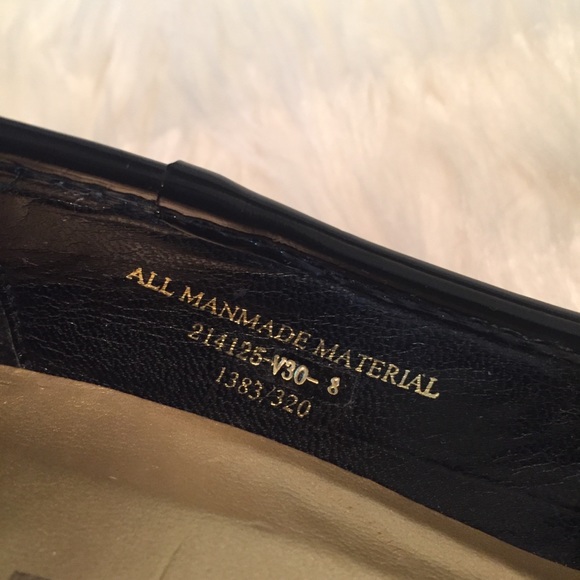 ALL MANMADE MATERIAL
214125-V30- 8
1383/320